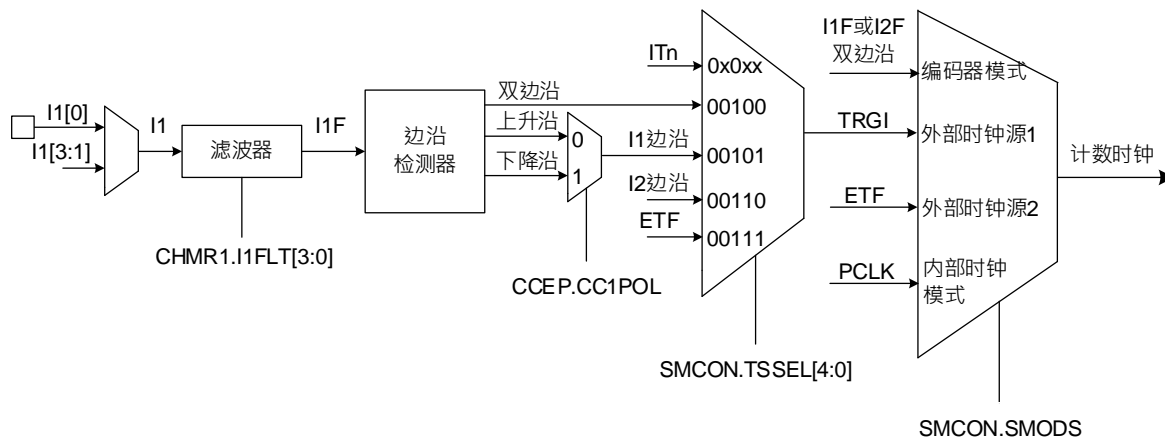 I1[0]
I1[3:1]
I1
滤波器
CHMR1.I1FLT[3:0]
I1F
边沿
检测器
双边沿
上升沿
下降沿
0
1
CCEP.CC1POL
ITn
I1边沿
I2边沿
ETF
0x0xx
00100
00101
00110
00111
SMCON.TSSEL[4:0]
I1F或I2F
双边沿
TRGI
ETF
PCLK
编码器模式
外部时钟源1
外部时钟源2
内部时钟
模式
SMCON.SMODS
计数时钟